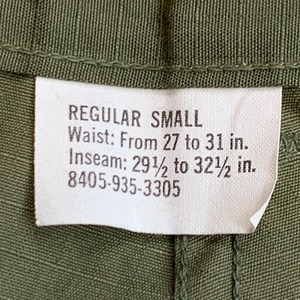 REGULAR SMALL
Waist: From 27 to 31 in.
Inseam: 29½ to 32½ in.
8405-935-3305